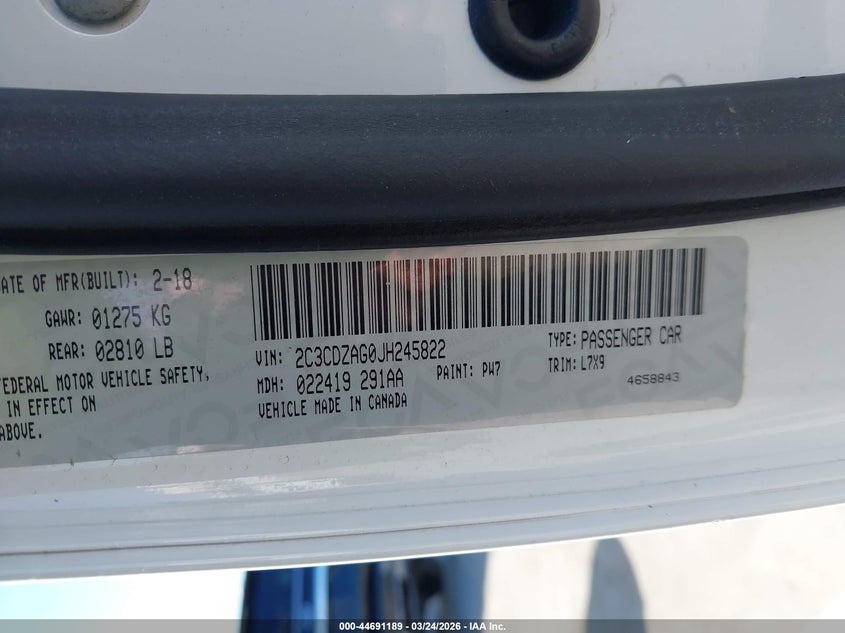 ATE OF MFR(BUILT): 2-18
GAWR: 01275 KG
REAR: 02810 LB
FEDERAL MOTOR VEHICLE SAFETY,
IN EFFECT ON
ABOVE.
VIN: 2C3CDZAG0JH245822
TYPE: PASSENGER CAR
MDH: 022419 291AA
PAINT: PW7
TRIM: L7X9
VEHICLE MADE IN CANADA
4658843
000-44691189 - 03/24/2026 - IAA Inc.